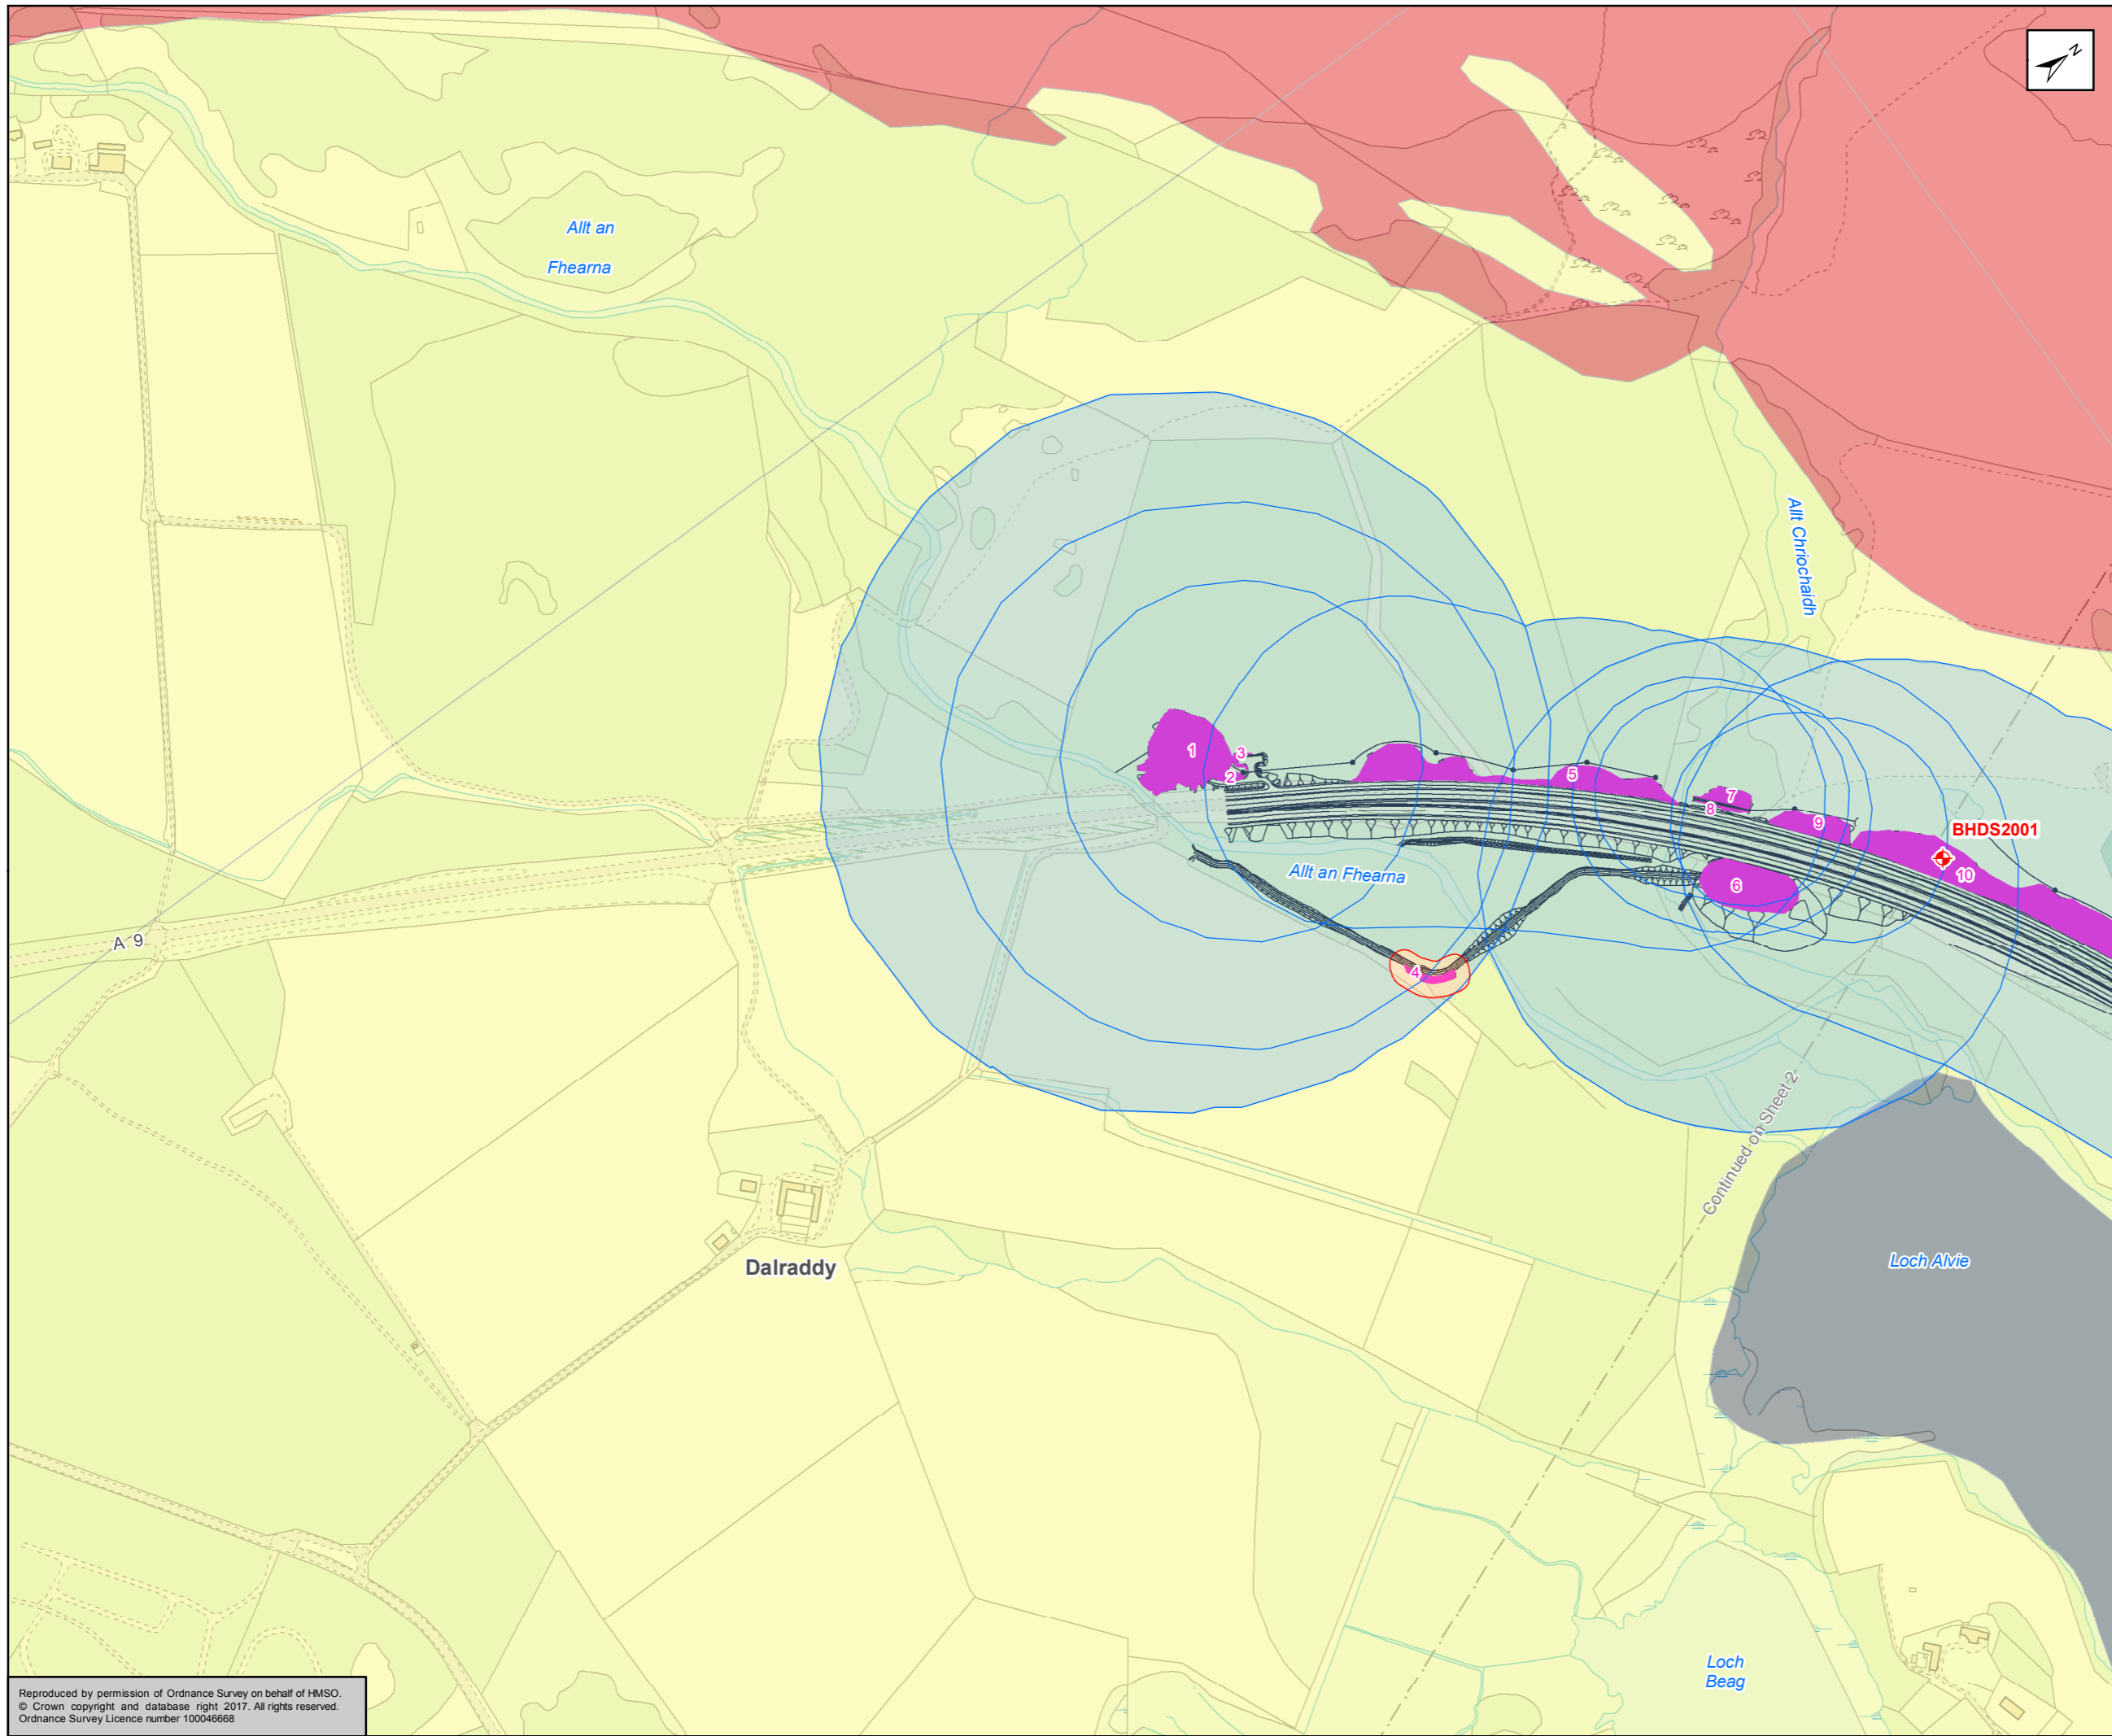 N
Allt an
Fhearna
Allt Chriochaidh
1
3
2
5
7
8
9
BHDS2001
10
6
Allt an Fhearna
4
A 9
Continued on Sheet 2
Dalraddy
Loch Alvie
Loch
Beag
Reproduced by permission of Ordnance Survey on behalf of HMSO.
© Crown copyright and database right 2017. All rights reserved.
Ordnance Survey Licence number 100046668